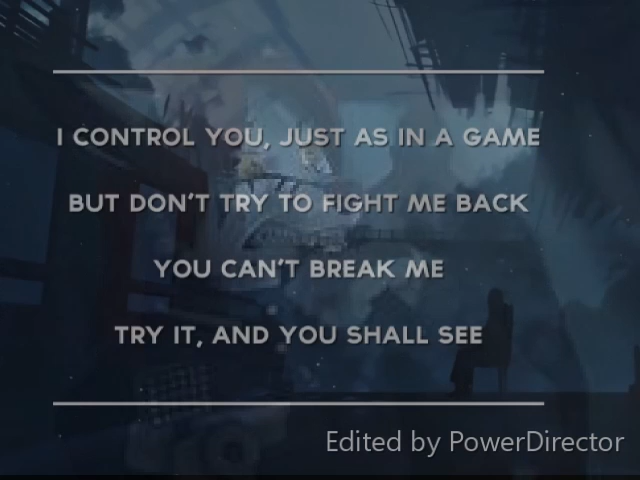 I CONTROL YOU, JUST AS IN A GAME
BUT DON'T TRY TO FIGHT ME BACK
YOU CAN'T BREAK ME
TRY IT, AND YOU SHALL SEE
Edited by PowerDirector